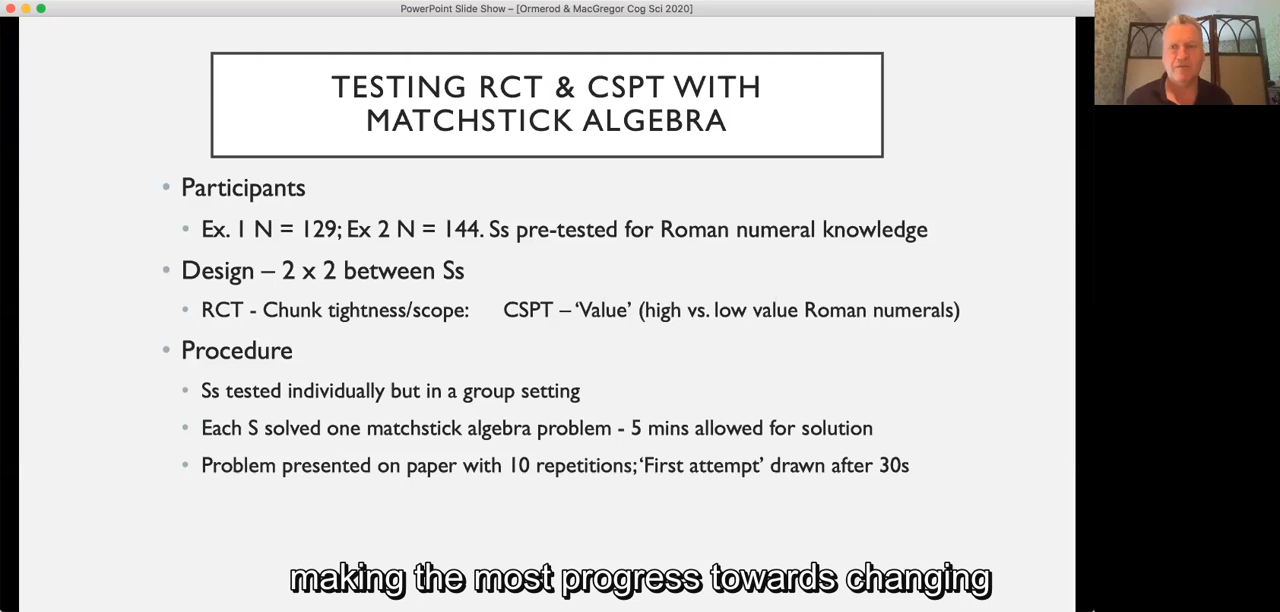 PowerPoint Slide Show – [Ormerod & MacGregor Cog Sci 2020]
TESTING RCT & CSPT WITH
MATCHSTICK ALGEBRA
• Participants
• Ex. 1 N = 129; Ex 2 N = 144. Ss pre-tested for Roman numeral knowledge
• Design – 2 x 2 between Ss
• RCT - Chunk tightness/scope: CSPT – ‘Value’ (high vs. low value Roman numerals)
• Procedure
• Ss tested individually but in a group setting
• Each S solved one matchstick algebra problem - 5 mins allowed for solution
• Problem presented on paper with 10 repetitions; ‘First attempt’ drawn after 30s
making the most progress towards changing